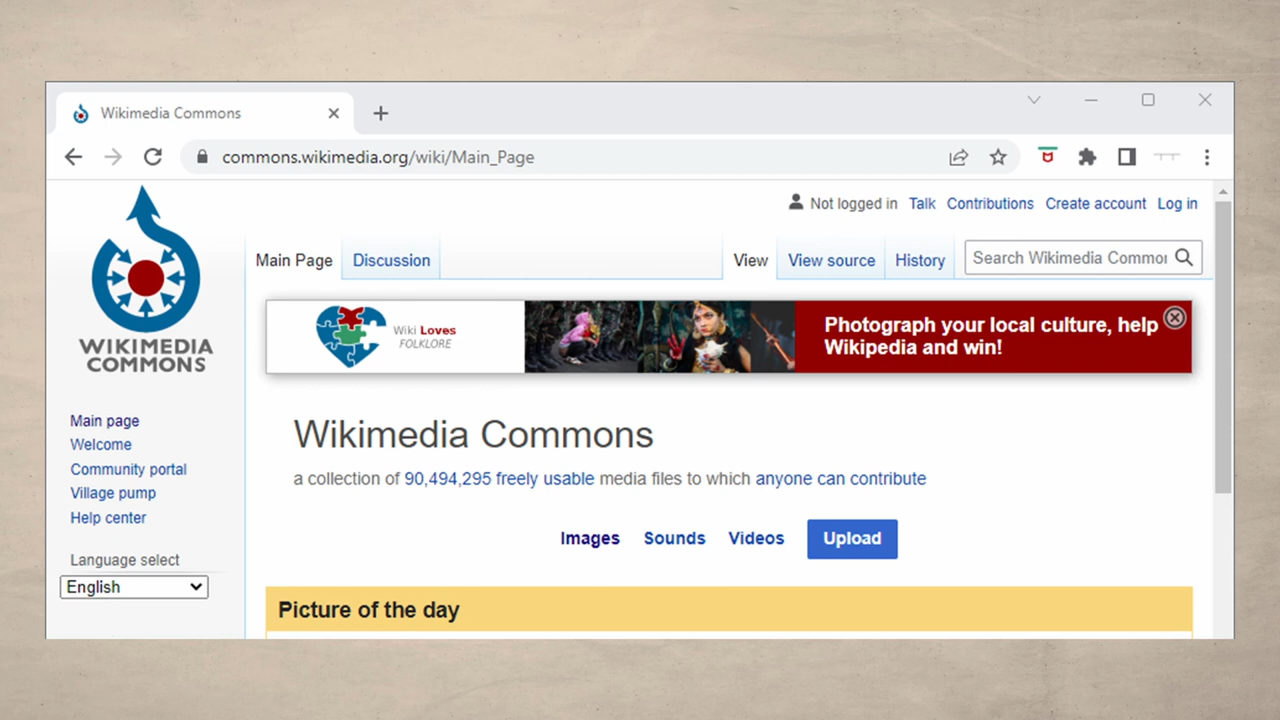 Wikimedia Commons
commons.wikimedia.org/wiki/Main_Page
Not logged in Talk Contributions Create account Log in
Main Page Discussion View View source History Search Wikimedia Commo
Wiki Loves
FOLKLORE
Photograph your local culture, help
Wikipedia and win!
WIKIMEDIA
COMMONS
Main page
Welcome
Community portal
Village pump
Help center
Language select
English
Wikimedia Commons
a collection of 90,494,295 freely usable media files to which anyone can contribute
Images Sounds Videos Upload
Picture of the day